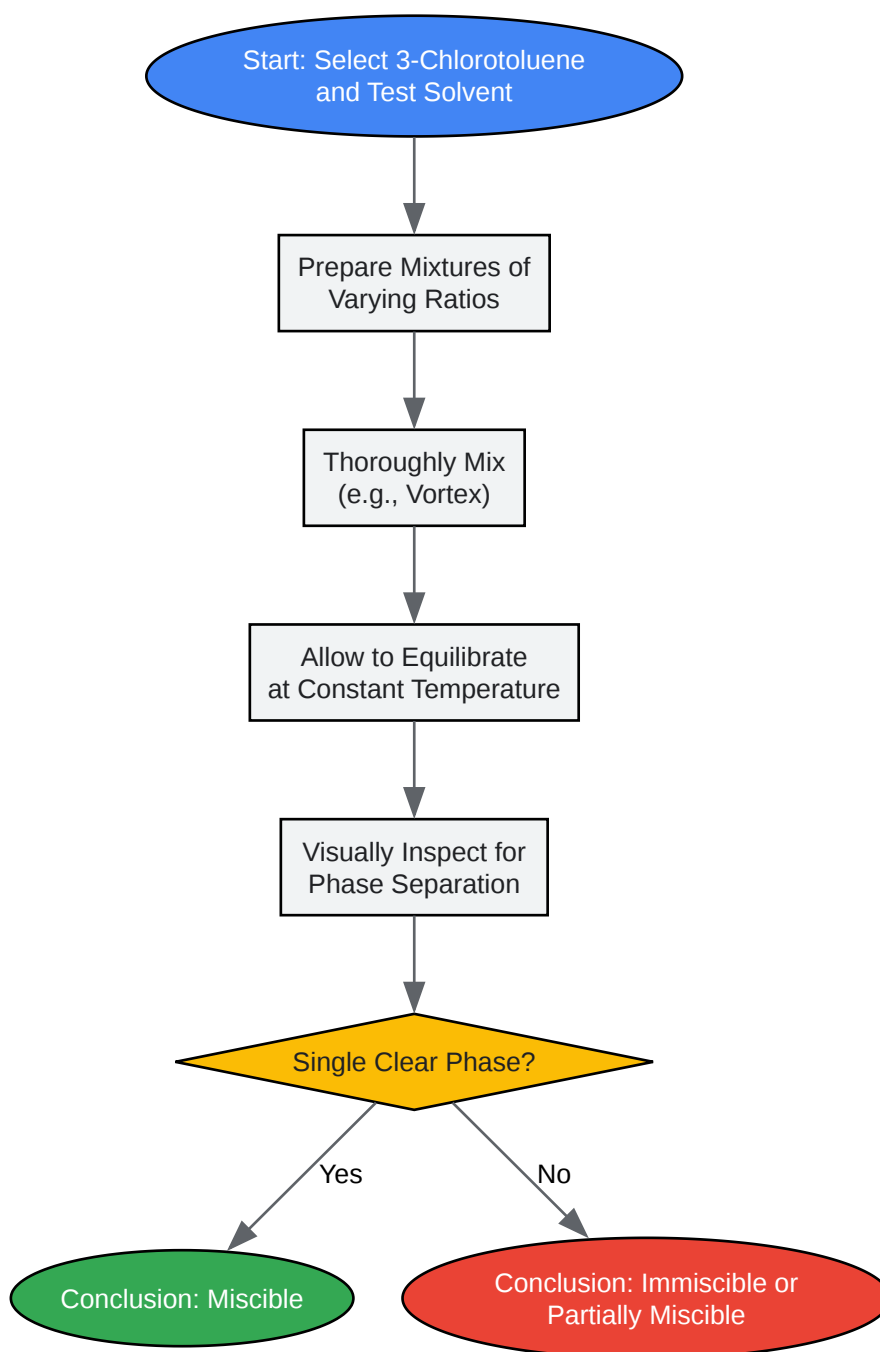 Start: Select 3-Chlorotoluene
and Test Solvent
Prepare Mixtures of
Varying Ratios
Thoroughly Mix
(e.g., Vortex)
Allow to Equilibrate
at Constant Temperature
Visually Inspect for
Phase Separation
Single Clear Phase?
Yes
No
Conclusion: Miscible
Conclusion: Immiscible or
Partially Miscible